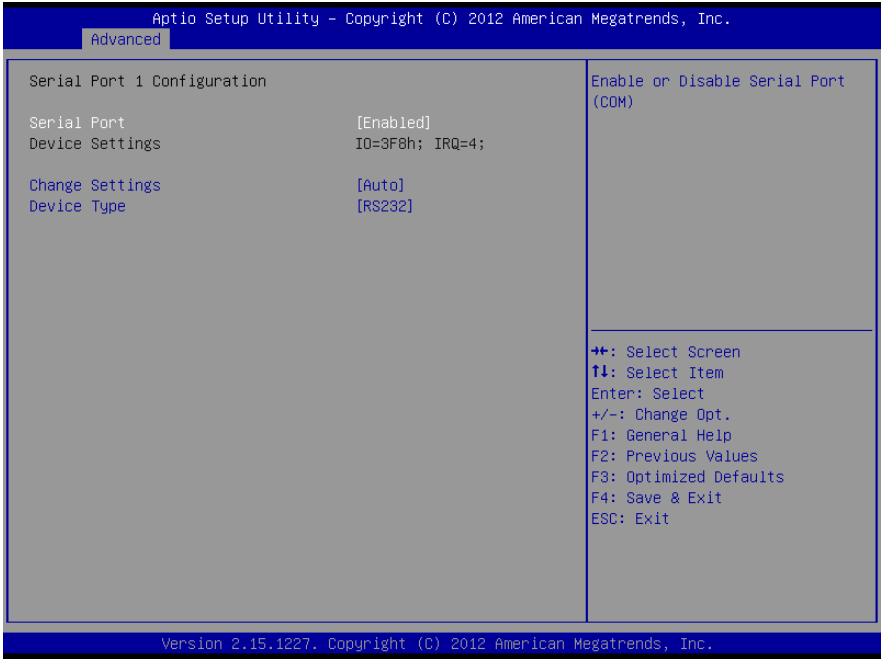 Aptio Setup Utility – Copyright (C) 2012 American Megatrends, Inc.
Advanced
Serial Port 1 Configuration
Serial Port [Enabled]
Device Settings IO=3F8h; IRQ=4;
Change Settings [Auto]
Device Type [RS232]
Enable or Disable Serial Port
(COM)
→←: Select Screen
↑↓: Select Item
Enter: Select
+/-: Change Opt.
F1: General Help
F2: Previous Values
F3: Optimized Defaults
F4: Save & Exit
ESC: Exit
Version 2.15.1227. Copyright (C) 2012 American Megatrends, Inc.